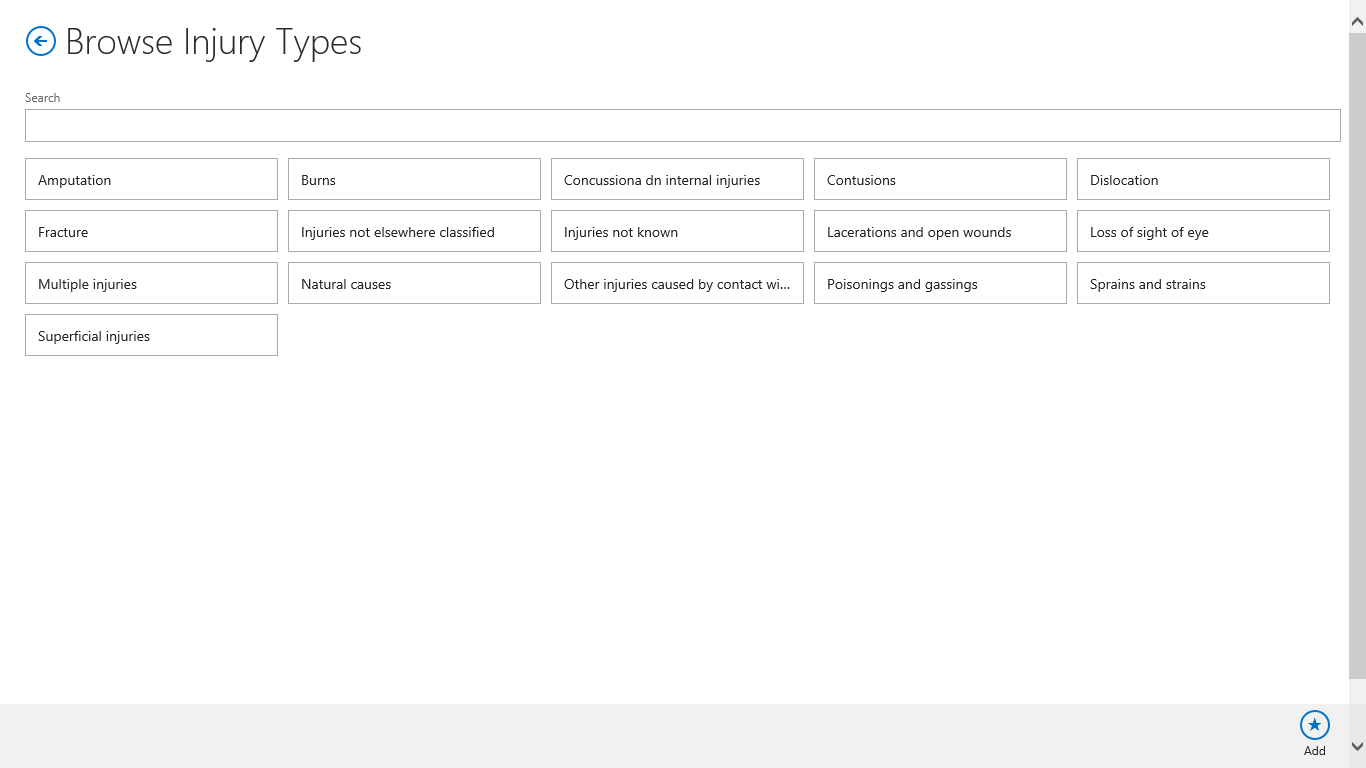 Browse Injury Types
Search
Amputation
Burns
Concussiona dn internal injuries
Contusions
Dislocation
Fracture
Injuries not elsewhere classified
Injuries not known
Lacerations and open wounds
Loss of sight of eye
Multiple injuries
Natural causes
Other injuries caused by contact wi...
Poisonings and gassings
Sprains and strains
Superficial injuries
Add